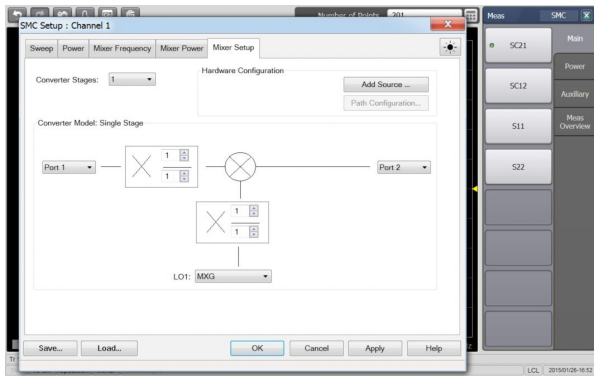 Number of Points 201
Meas
SMC
X
SMC Setup : Channel 1
Sweep
Power
Mixer Frequency
Mixer Power
Mixer Setup
Converter Stages: 1
Hardware Configuration
Add Source ...
Path Configuration...
Converter Model: Single Stage
Port 1
1
1
Port 2
1
1
LO1: MXG
Save...
Load...
OK
Cancel
Apply
Help
SC21
SC12
S11
S22
Main
Power
Auxiliary
Meas
Overview
Tr
LCL
2015/01/26-16:52